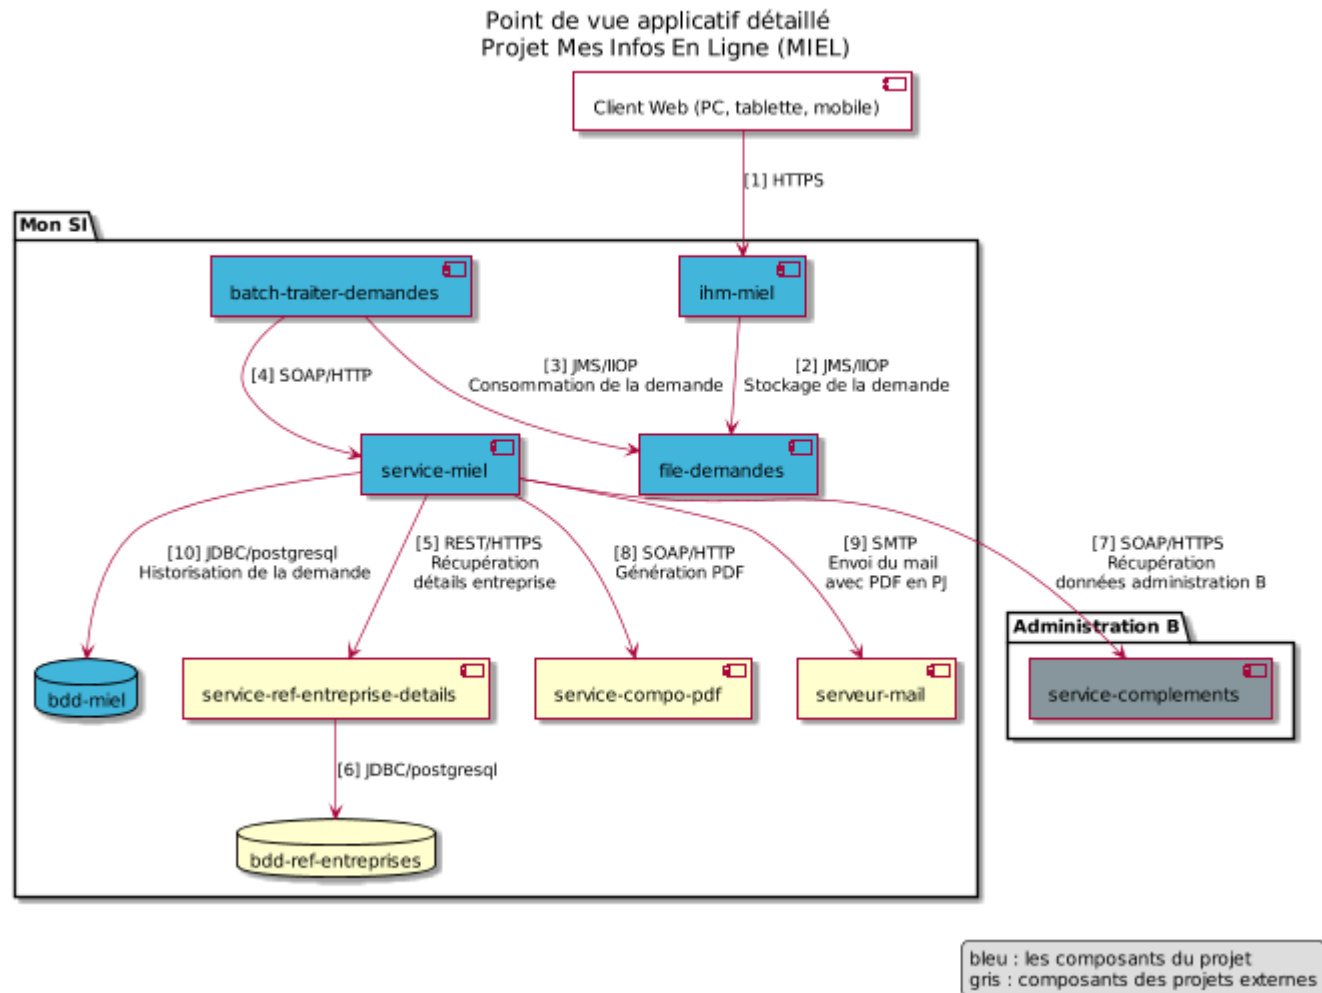 Point de vue applicatif détaillé
Projet Mes Infos En Ligne (MIEL)
Client Web (PC, tablette, mobile)
[1] HTTPS
Mon SI
batch-traiter-demandes
ihm-miel
[4] SOAP/HTTP
[3] JMS/IIOP
Consommation de la demande
[2] JMS/IIOP
Stockage de la demande
service-miel
file-demandes
[10] JDBC/postgresql
Historisation de la demande
[5] REST/HTTPS
Récupération
détails entreprise
[8] SOAP/HTTP
Génération PDF
[9] SMTP
Envoi du mail
avec PDF en PJ
[7] SOAP/HTTPS
Récupération
données administration B
Administration B
bdd-miel
service-ref-entreprise-details
service-compo-pdf
serveur-mail
service-complements
[6] JDBC/postgresql
bdd-ref-entreprises
bleu : les composants du projet
gris : composants des projets externes